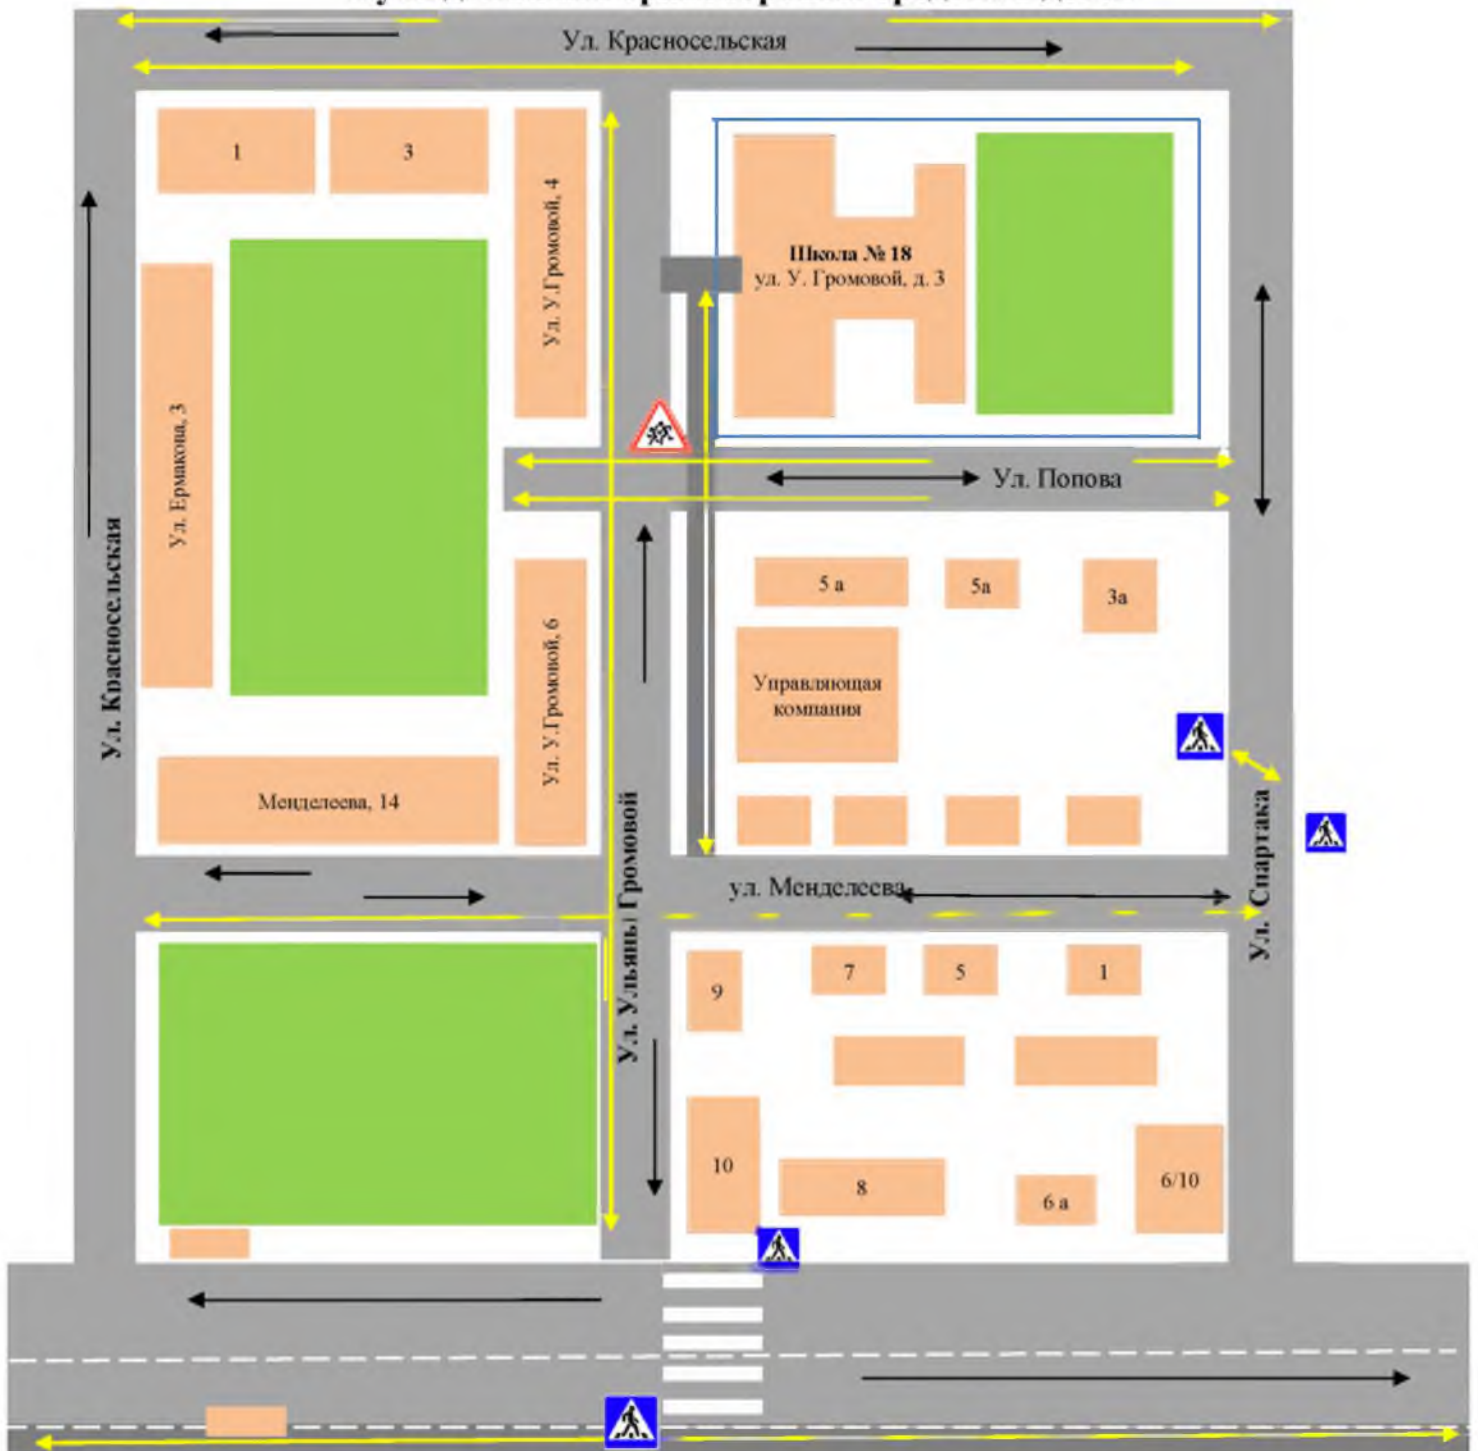 Ул. Красносельская
1
3
Ул. У.Громовой, 4
Школа № 18
ул. У. Громовой, д. 3
Ул. Ермакова, 3
Ул. Попова
Ул. Красносельская
5 а
5а
3а
Ул. У.Громовой, 6
Управляющая
компания
Менделеева, 14
Ул. Ульяны Громовой
ул. Менделеева
Ул. Спартака
9
7
5
1
10
8
6 а
6/10